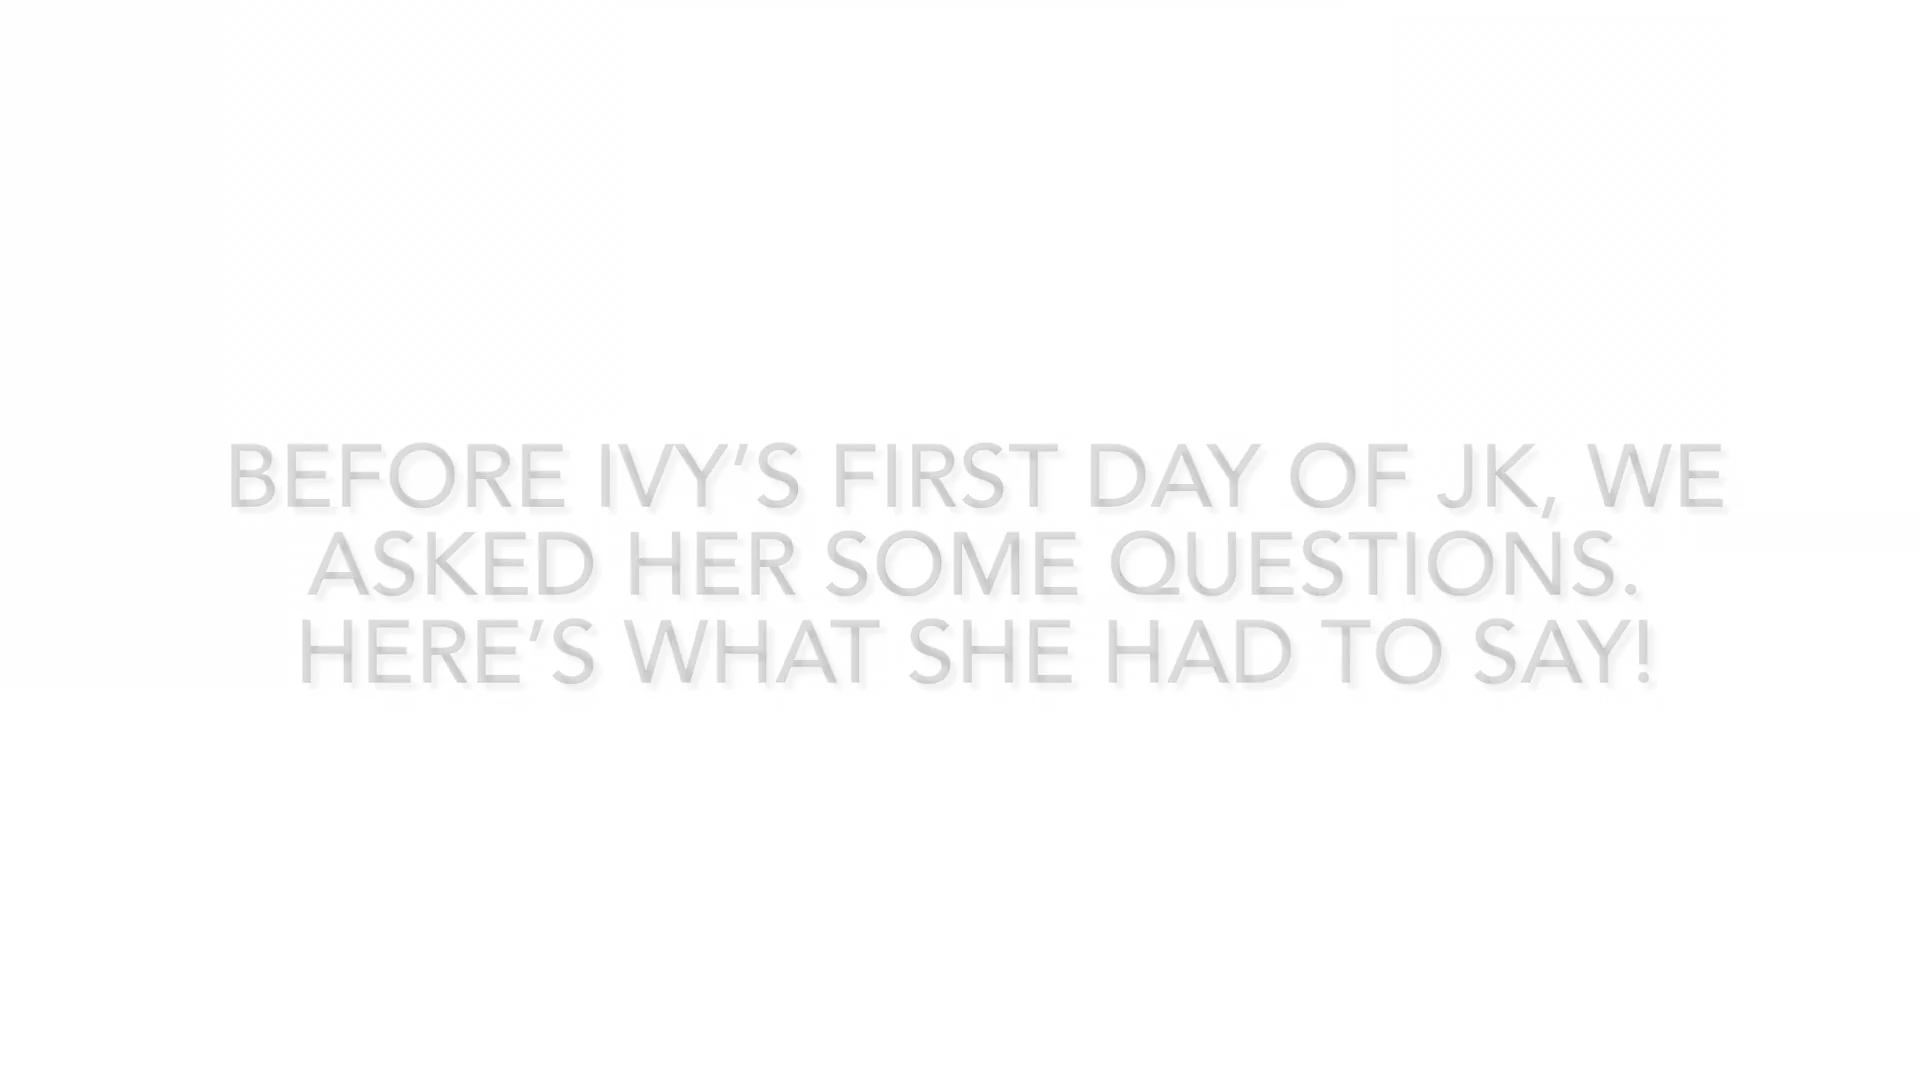 BEFORE IVY’S FIRST DAY OF JK, WE
ASKED HER SOME QUESTIONS.
HERE’S WHAT SHE HAD TO SAY!